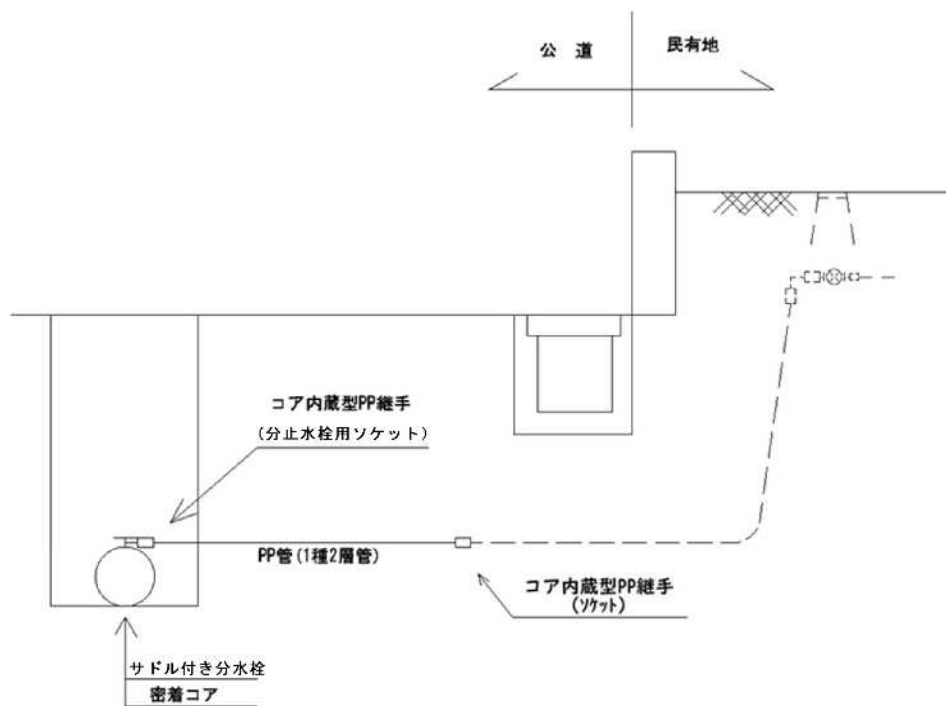 公 道
民有地
コア内蔵型PP継手
(分止水栓用ソケット)
PP管(1種2層管)
コア内蔵型PP継手
(ソケット)
サドル付き分水栓
密着コア